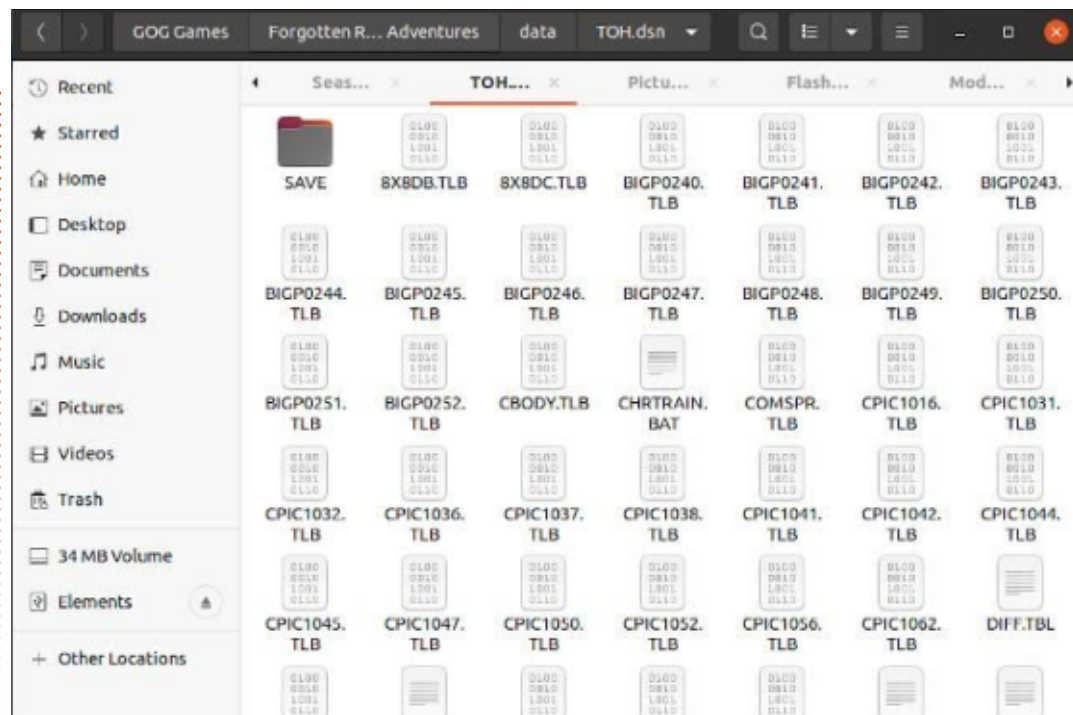 GOG Games Forgotten R... Adventures data TOH.dsn
Seas... TOH.... Pictu... Flash... Mod...
Recent
Starred
Home
Desktop
Documents
Downloads
Music
Pictures
Videos
Trash
34 MB Volume
Elements
+ Other Locations
SAVE 8X8DB.TLB 8X8DC.TLB BIGP0240. BIGP0241. BIGP0242. BIGP0243.
TLB TLB TLB TLB
BIGP0244. BIGP0245. BIGP0246. BIGP0247. BIGP0248. BIGP0249. BIGP0250.
TLB TLB TLB TLB TLB TLB TLB
BIGP0251. BIGP0252. CBODY.TLB CHRTRAIN. COMSPR. CPIC1016. CPIC1031.
TLB TLB BAT TLB TLB TLB
CPIC1032. CPIC1036. CPIC1037. CPIC1038. CPIC1041. CPIC1042. CPIC1044.
TLB TLB TLB TLB TLB TLB TLB
CPIC1045. CPIC1047. CPIC1050. CPIC1052. CPIC1056. CPIC1062. DIFF.TBL
TLB TLB TLB TLB TLB TLB